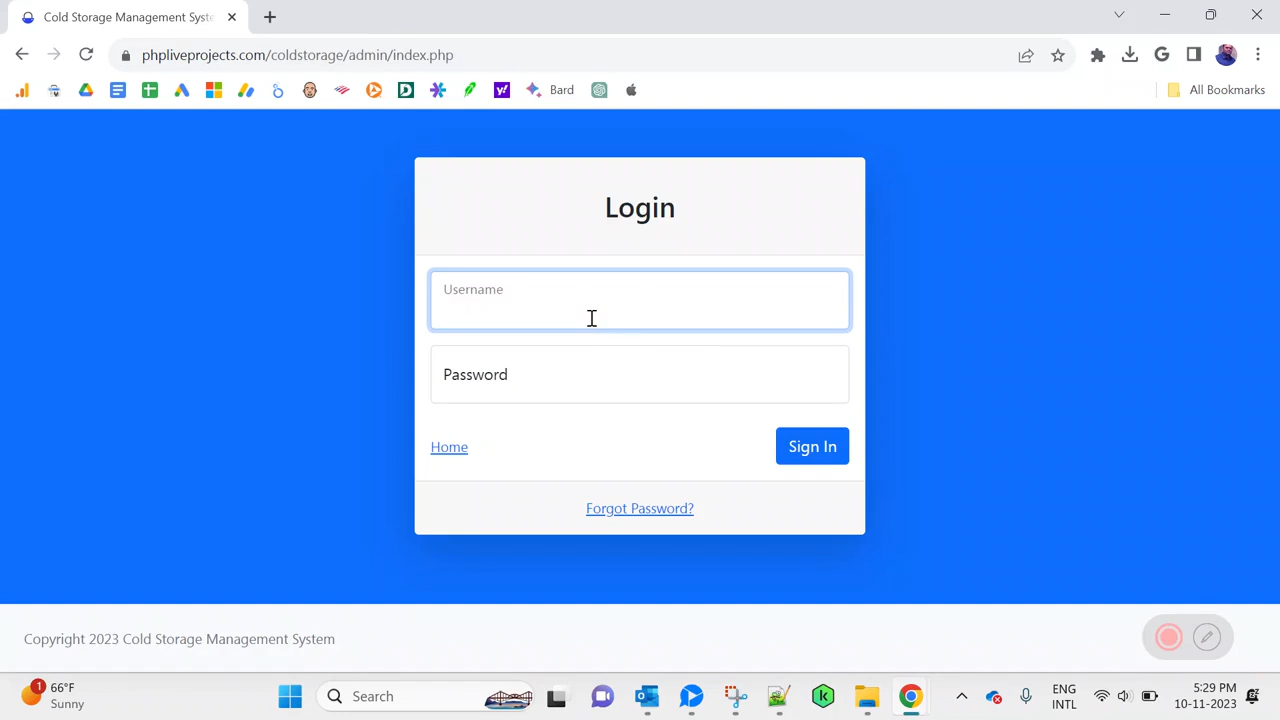 Cold Storage Management Syste
phpliveprojects.com/coldstorage/admin/index.php
Bard
All Bookmarks
Login
Username
Password
Home
Sign In
Forgot Password?
Copyright 2023 Cold Storage Management System
1
66°F
Sunny
Search
ENG
INTL
5:29 PM
10-11-2023